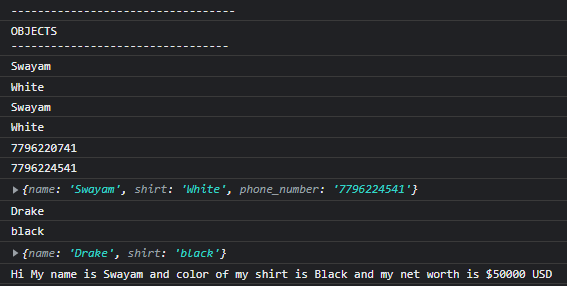 ----------------------------------
OBJECTS
---------------------------------
Swayam
White
Swayam
White
7796220741
7796224541
▶{name: 'Swayam', shirt: 'White', phone_number: '7796224541'}
Drake
black
▶{name: 'Drake', shirt: 'black'}
Hi My name is Swayam and color of my shirt is Black and my net worth is $50000 USD